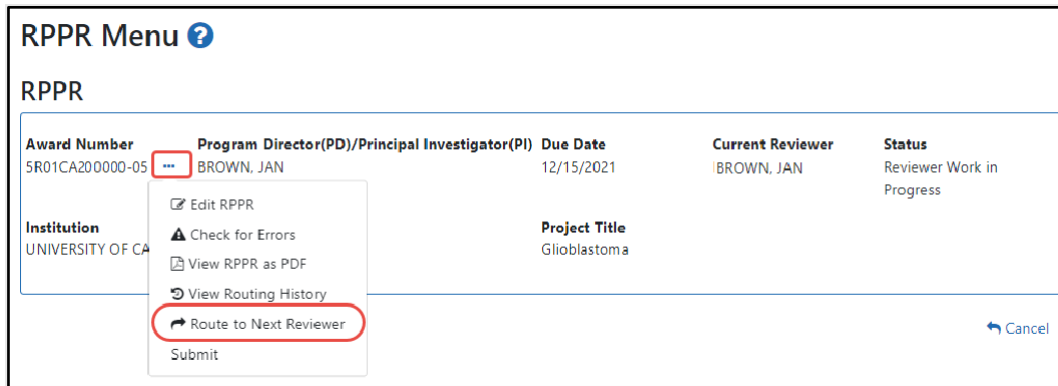 RPPR Menu ?
RPPR
Award Number Program Director(PD)/Principal Investigator(PI) Due Date Current Reviewer Status
5R01CA200000-05 ... BROWN, JAN 12/15/2021 BROWN, JAN Reviewer Work in
Progress
Edit RPPR
Institution Project Title
UNIVERSITY OF CA Glioblastoma
Check for Errors
View RPPR as PDF
View Routing History
Route to Next Reviewer
Submit
Cancel